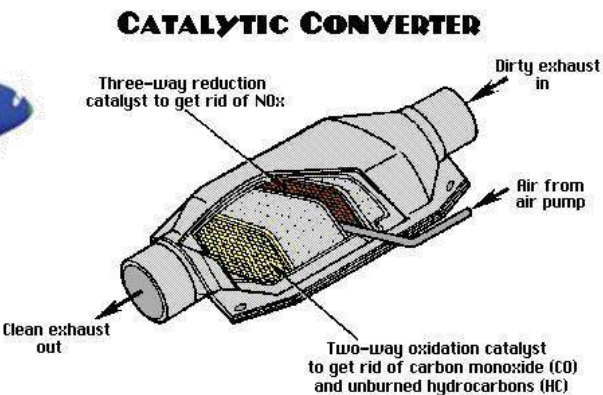 CATALYTIC CONVERTER
Dirty exhaust
in
Three-way reduction
catalyst to get rid of NOx
Air from
air pump
Clean exhaust
out
Two-way oxidation catalyst
to get rid of carbon monoxide (CO)
and unburned hydrocarbons (HC)